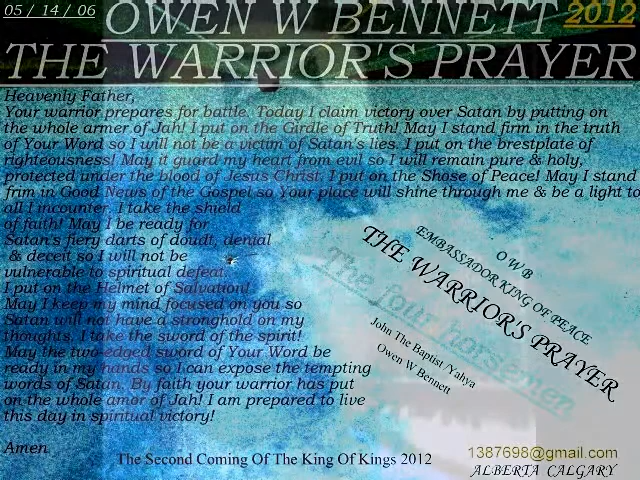 05 / 14 / 06
OWEN W BENNETT
2012
THE WARRIOR'S PRAYER
Heavenly Father,
Your warrior prepares for battle. Today I claim victory over Satan by putting on
the whole armer of Jah! I put on the Girdle of Truth! May I stand firm in the truth
of Your Word so I will not be a victim of Satan's lies. I put on the brestplate of
righteousness! May it guard my heart from evil so I will remain pure & holy,
protected under the blood of Jesus Christ. I put on the Shose of Peace! May I stand
frim in Good News of the Gospel so Your place will shine through me & be a light to
all I incounter. I take the shield
of faith! May I be ready for
Satan's fiery darts of doudt, denial
& deceit so I will not be
vulnerable to spiritual defeat.
I put on the Helmet of Salvation!
May I keep my mind focused on you so
Satan will not have a stronghold on my
thoughts. I take the sword of the spirit!
May the two-edged sword of Your Word be
ready in my hands so I can expose the tempting
words of Satan. By faith your warrior has put
on the whole amor of Jah! I am prepared to live
this day in spiritual victory!
Amen
O W B
EMBASSADOR KING OF PEACE
THE WARRIOR'S PRAYER
The four horsemen
John The Baptist /Yahya
Owen W Bennett
The Second Coming Of The King Of Kings 2012
1387698@gmail.com
ALBERTA CALGARY